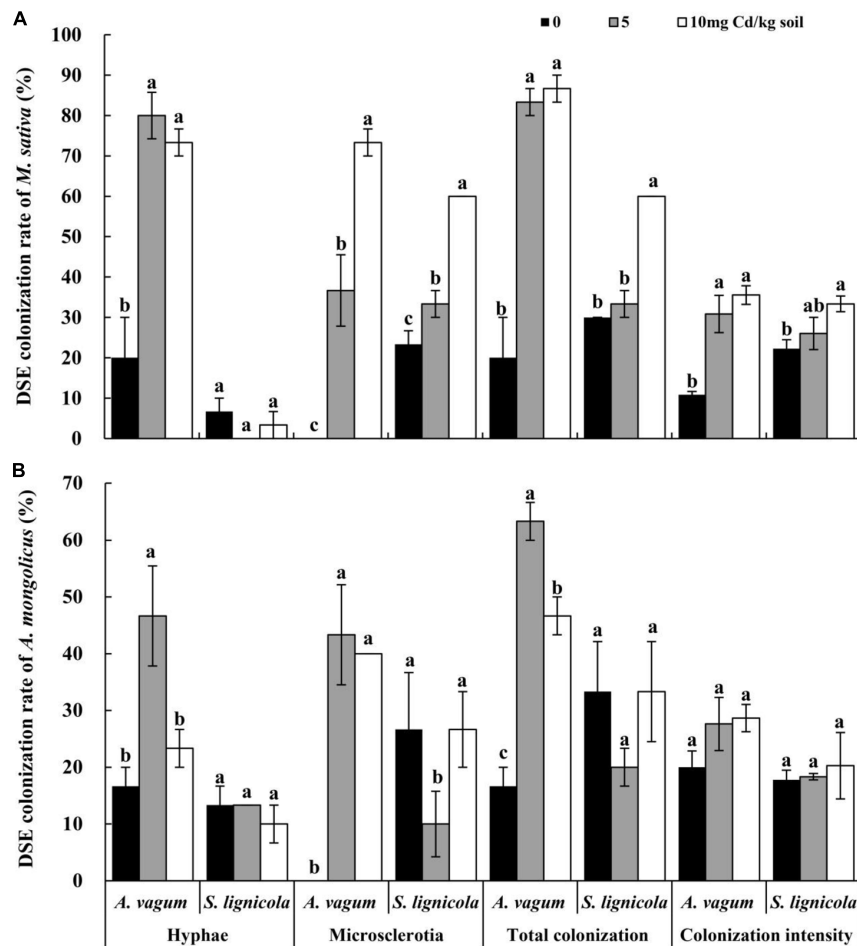 A
0 5 10mg Cd/kg soil
DSE colonization rate of M. sativa (%)
100
90
80
70
60
50
40
30
20
10
0
b a a a a a c b a c b a b a a b b a b a a b ab a
B
DSE colonization rate of A. mongolicus (%)
70
60
50
40
30
20
10
0
b a b a a a b a a a b a c a b a a a a a a a a a
A. vagum S. lignicola A. vagum S. lignicola A. vagum S. lignicola A. vagum S. lignicola
Hyphae Microsclerotia Total colonization Colonization intensity